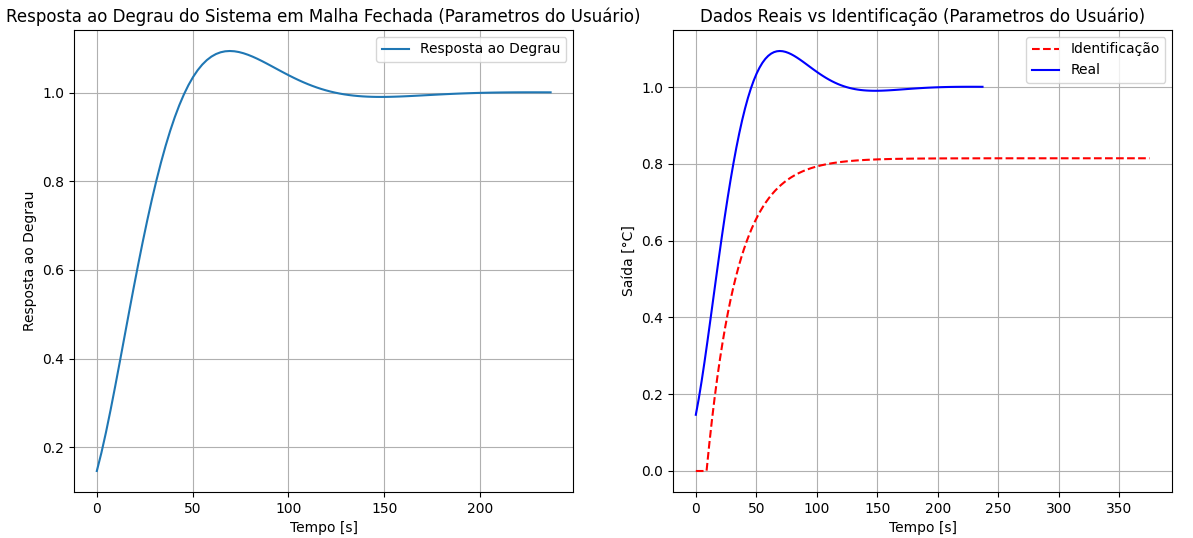 Resposta ao Degrau do Sistema em Malha Fechada (Parametros do Usuário)
Resposta ao Degrau
1.0
0.8
0.6
0.4
0.2
Resposta ao Degrau
0
50
100
150
200
Tempo [s]
Dados Reais vs Identificação (Parametros do Usuário)
Identificação
Real
1.0
0.8
0.6
0.4
0.2
0.0
Saída [°C]
0
50
100
150
200
250
300
350
Tempo [s]